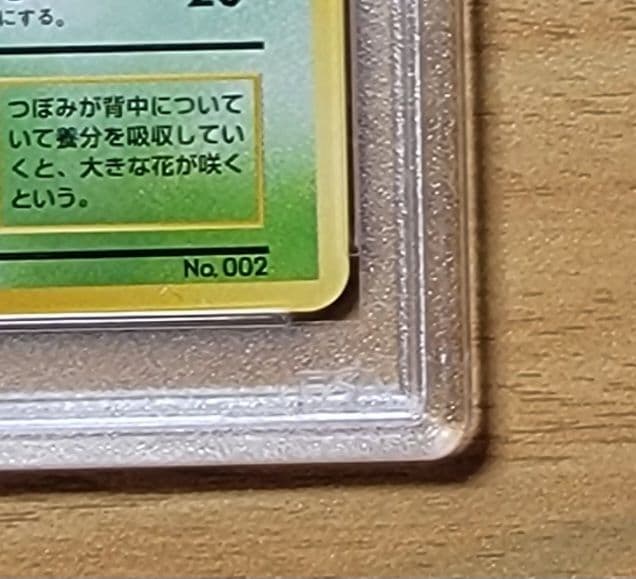 にする。
つぼみが背中について
いて養分を吸収してい
くと、大きな花が咲く
という。
No. 002